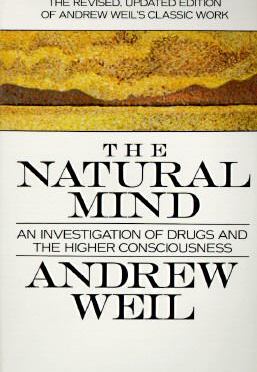 THE REVISED, UPDATED EDITION
OF ANDREW WEIL'S CLASSIC WORK
THE
NATURAL
MIND
AN INVESTIGATION OF DRUGS AND
THE HIGHER CONSCIOUSNESS
ANDREW
WEIL